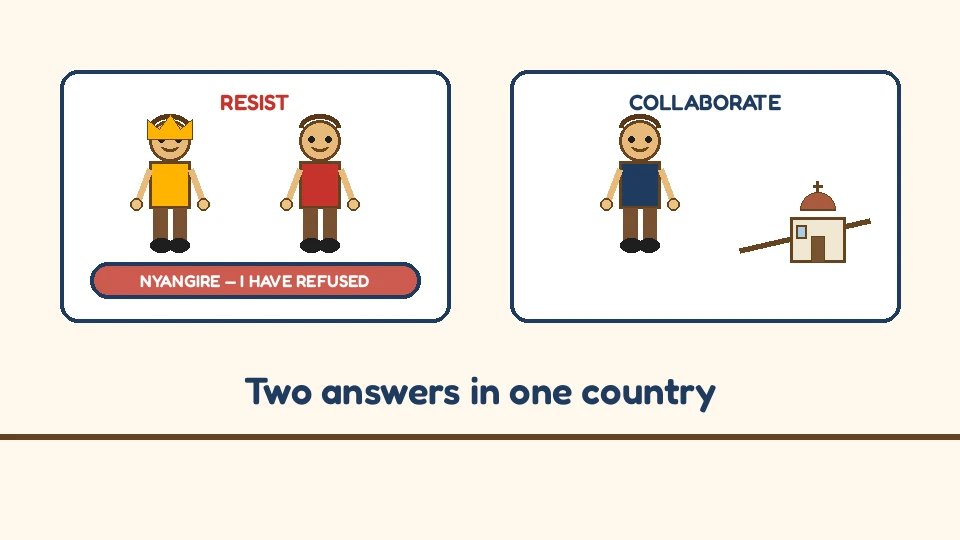 RESIST
COLLABORATE
NYANGIRE – I HAVE REFUSED
Two answers in one country